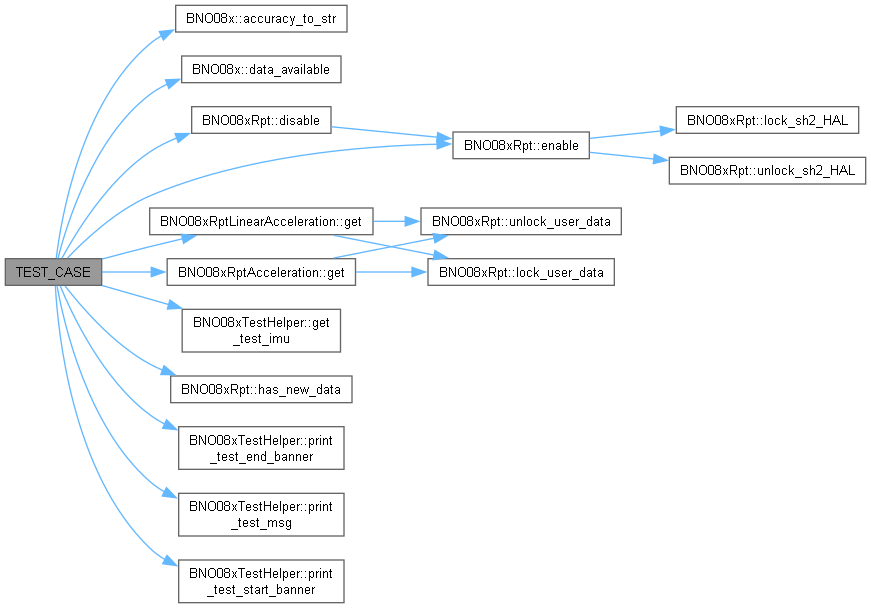 BNO08x::accuracy_to_str
BNO08x::data_available
BNO08xRpt::disable
BNO08xRpt::enable
BNO08xRpt::lock_sh2_HAL
BNO08xRpt::unlock_sh2_HAL
BNO08xRptLinearAcceleration::get
BNO08xRpt::unlock_user_data
TEST_CASE
BNO08xRptAcceleration::get
BNO08xRpt::lock_user_data
BNO08xTestHelper::get
_test_imu
BNO08xRpt::has_new_data
BNO08xTestHelper::print
_test_end_banner
BNO08xTestHelper::print
_test_msg
BNO08xTestHelper::print
_test_start_banner